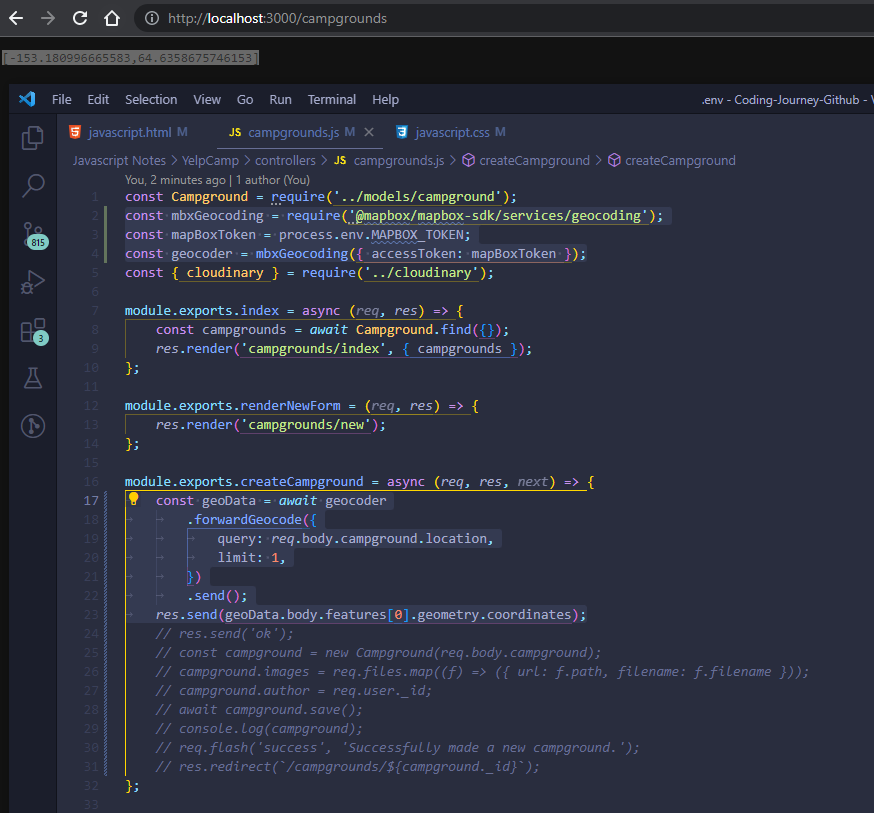 http://localhost:3000/campgrounds
[-153.180996665583,64.6358675746153]
File Edit Selection View Go Run Terminal Help .env - Coding-Journey-Github - V
javascript.html M JS campgrounds.js M javascript.css M
Javascript Notes > YelpCamp > controllers > JS campgrounds.js > createCampground > createCampground
You, 2 minutes ago | 1 author (You)
1 const Campground = require('../models/campground');
2 const mbxGeocoding = require('@mapbox/mapbox-sdk/services/geocoding');
3 const mapBoxToken = process.env.MAPBOX_TOKEN;
4 const geocoder = mbxGeocoding({ accessToken: mapBoxToken });
5 const { cloudinary } = require('../cloudinary');
6
7 module.exports.index = async (req, res) => {
8 const campgrounds = await Campground.find({});
9 res.render('campgrounds/index', { campgrounds });
10 };
11
12 module.exports.renderNewForm = (req, res) => {
13 res.render('campgrounds/new');
14 };
15
16 module.exports.createCampground = async (req, res, next) => {
17 const geoData = await geocoder
18 .forwardGeocode({
19 query: req.body.campground.location,
20 limit: 1,
21 })
22 .send();
23 res.send(geoData.body.features[0].geometry.coordinates);
24 // res.send('ok');
25 // const campground = new Campground(req.body.campground);
26 // campground.images = req.files.map((f) => ({ url: f.path, filename: f.filename }));
27 // campground.author = req.user._id;
28 // await campground.save();
29 // console.log(campground);
30 // req.flash('success', 'Successfully made a new campground.');
31 // res.redirect(`/campgrounds/${campground._id}`);
32 };
33
815
3